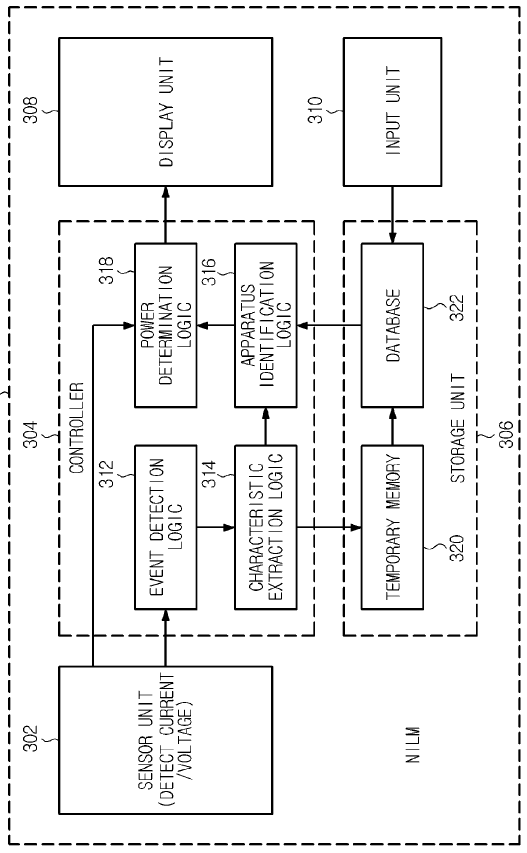 302
SENSOR UNIT
(DETECT CURRENT
/VOLTAGE)
304
CONTROLLER
312
EVENT DETECTION
LOGIC
318
POWER
DETERMINATION
LOGIC
308
DISPLAY UNIT
314
CHARACTERISTIC
EXTRACTION LOGIC
316
APPARATUS
IDENTIFICATION
LOGIC
310
INPUT UNIT
TEMPORARY MEMORY
320
DATABASE
322
STORAGE UNIT
306
NILM